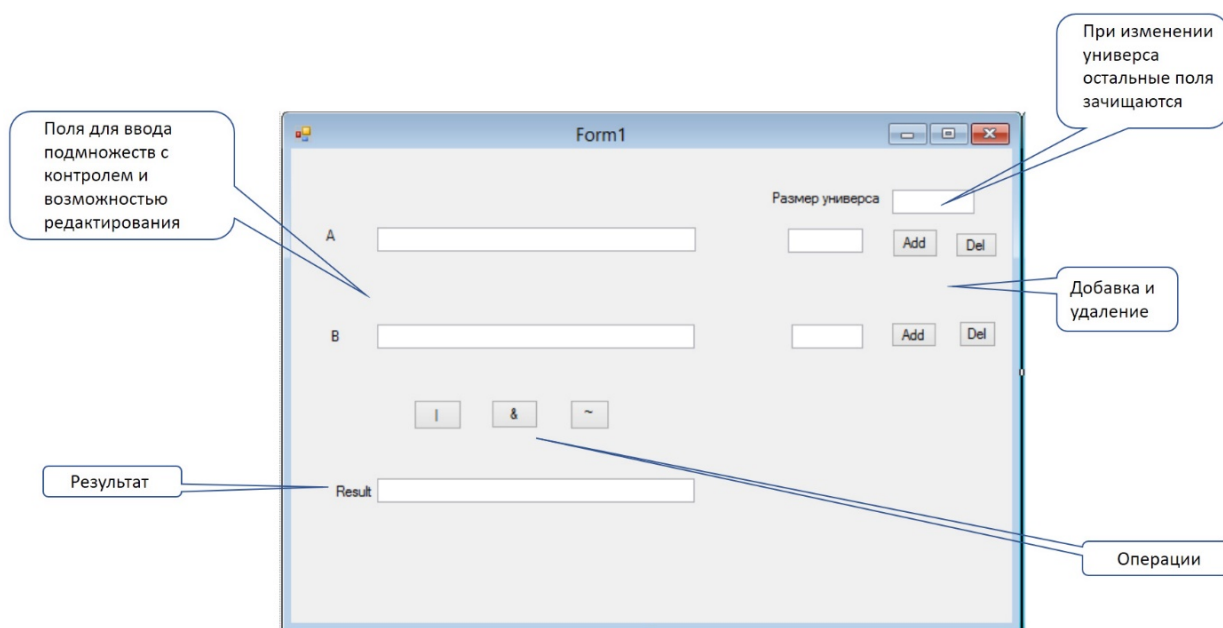 При изменении
универса
остальные поля
зачищаются
Поля для ввода
подмножеств с
контролем и
возможностью
редактирования
Form1
Размер универса
A
Add
Del
Добавка и
удаление
B
Add
Del
|
&
~
Результат
Result
Операции